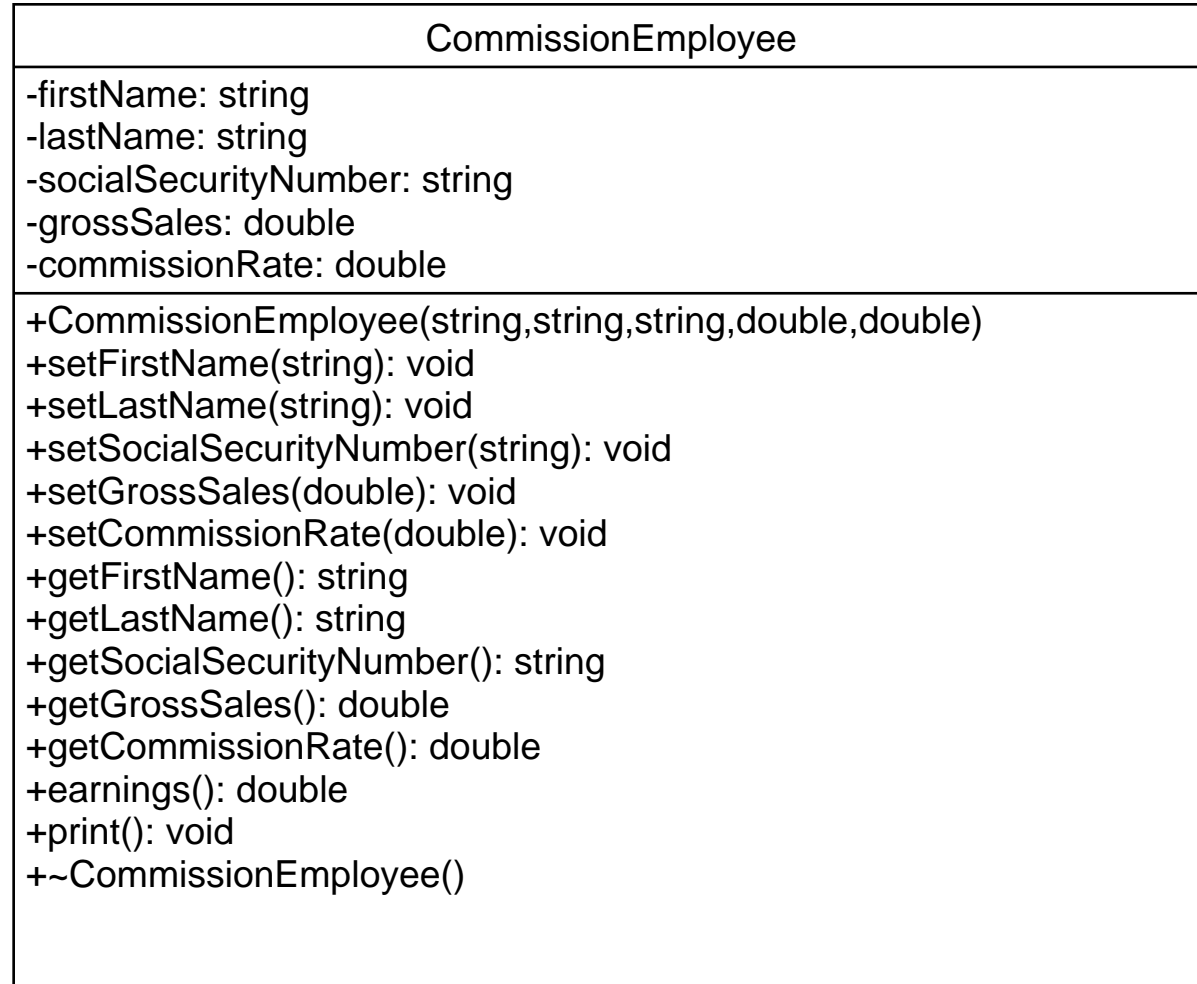 CommissionEmployee
-firstName: string
-lastName: string
-socialSecurityNumber: string
-grossSales: double
-commissionRate: double
+CommissionEmployee(string,string,string,double,double)
+setFirstName(string): void
+setLastName(string): void
+setSocialSecurityNumber(string): void
+setGrossSales(double): void
+setCommissionRate(double): void
+getFirstName(): string
+getLastName(): string
+getSocialSecurityNumber(): string
+getGrossSales(): double
+getCommissionRate(): double
+earnings(): double
+print(): void
+~CommissionEmployee()